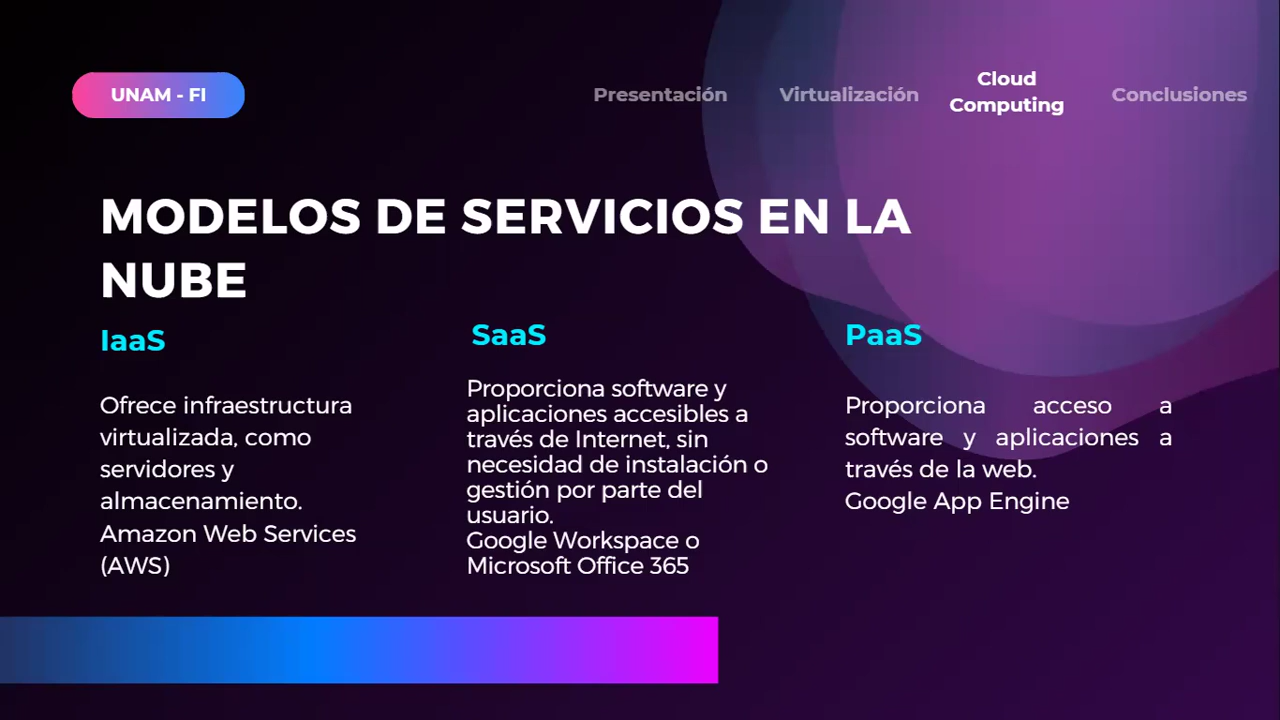 UNAM - FI
Presentación
Virtualización
Cloud
Computing
Conclusiones
MODELOS DE SERVICIOS EN LA
NUBE
IaaS
Ofrece infraestructura
virtualizada, como
servidores y
almacenamiento.
Amazon Web Services
(AWS)
SaaS
Proporciona software y
aplicaciones accesibles a
través de Internet, sin
necesidad de instalación o
gestión por parte del
usuario.
Google Workspace o
Microsoft Office 365
PaaS
Proporciona acceso a
software y aplicaciones a
través de la web.
Google App Engine